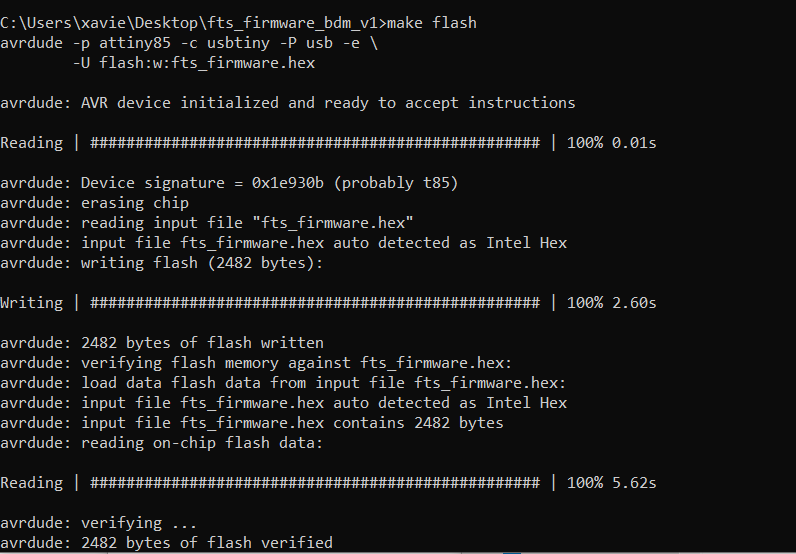 C:\Users\xavie\Desktop\fts_firmware_bdm_v1>make flash
avrdude -p attiny85 -c usbtiny -P usb -e \
        -U flash:w:fts_firmware.hex
avrdude: AVR device initialized and ready to accept instructions
Reading | ################################################## | 100% 0.01s
avrdude: Device signature = 0x1e930b (probably t85)
avrdude: erasing chip
avrdude: reading input file "fts_firmware.hex"
avrdude: input file fts_firmware.hex auto detected as Intel Hex
avrdude: writing flash (2482 bytes):
Writing | ################################################## | 100% 2.60s
avrdude: 2482 bytes of flash written
avrdude: verifying flash memory against fts_firmware.hex:
avrdude: load data flash data from input file fts_firmware.hex:
avrdude: input file fts_firmware.hex auto detected as Intel Hex
avrdude: input file fts_firmware.hex contains 2482 bytes
avrdude: reading on-chip flash data:
Reading | ################################################## | 100% 5.62s
avrdude: verifying ...
avrdude: 2482 bytes of flash verified